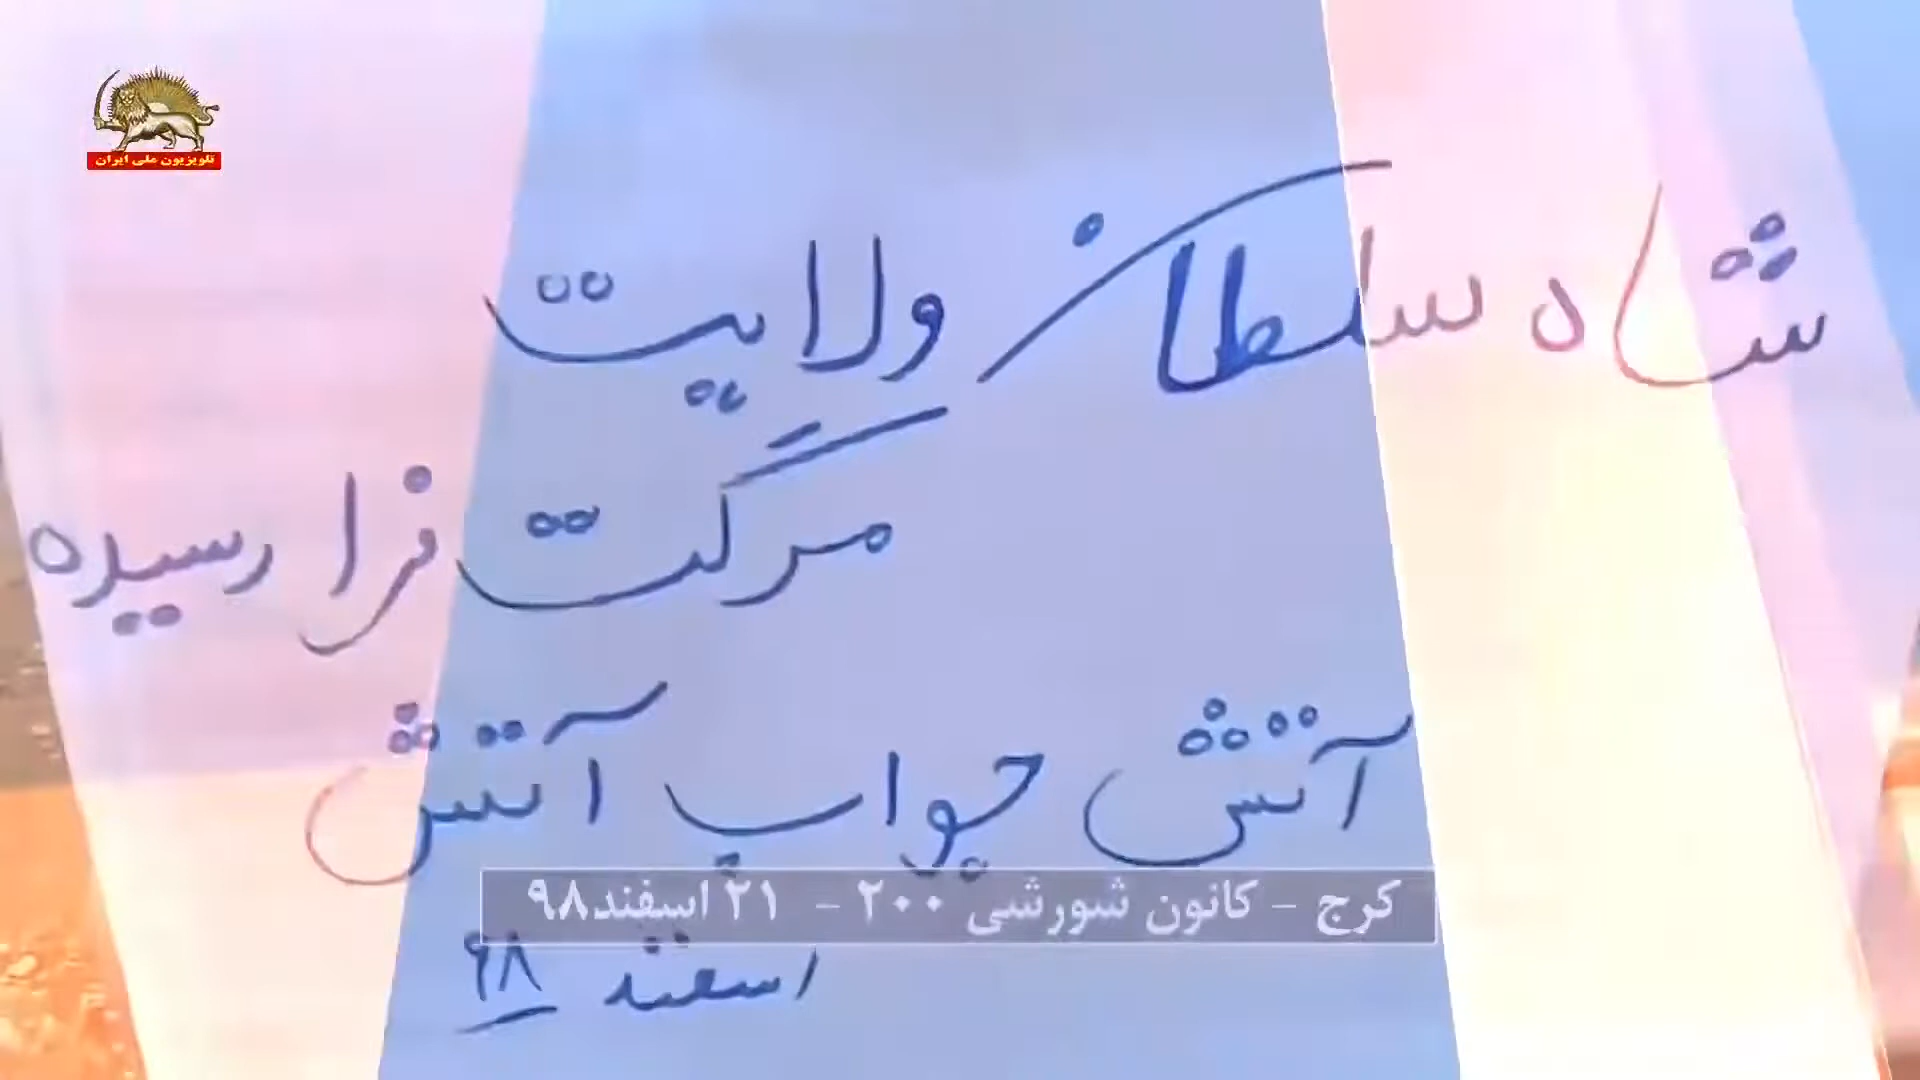 تلویزیون ملی ایران
شاه سلطان ولایت
مرگت فرا رسیده
آتش جواب آتش
کرج - کانون شورشی ۲۰۰ - ۲۱ اسفند۹۸
اسفند ۹۸